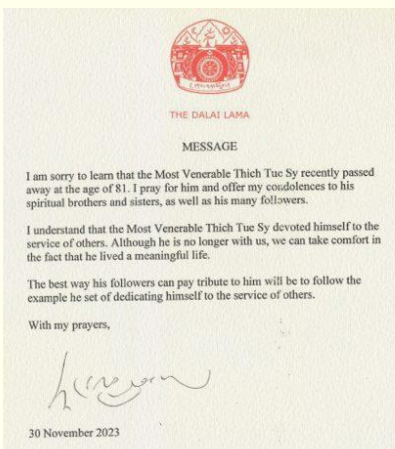 THE DALAI LAMA
MESSAGE
I am sorry to learn that the Most Venerable Thich Tue Sy recently passed
away at the age of 81. I pray for him and offer my condolences to his
spiritual brothers and sisters, as well as his many followers.
I understand that the Most Venerable Thich Tue Sy devoted himself to the
service of others. Although he is no longer with us, we can take comfort in
the fact that he lived a meaningful life.
The best way his followers can pay tribute to him will be to follow the
example he set of dedicating himself to the service of others.
With my prayers,
30 November 2023